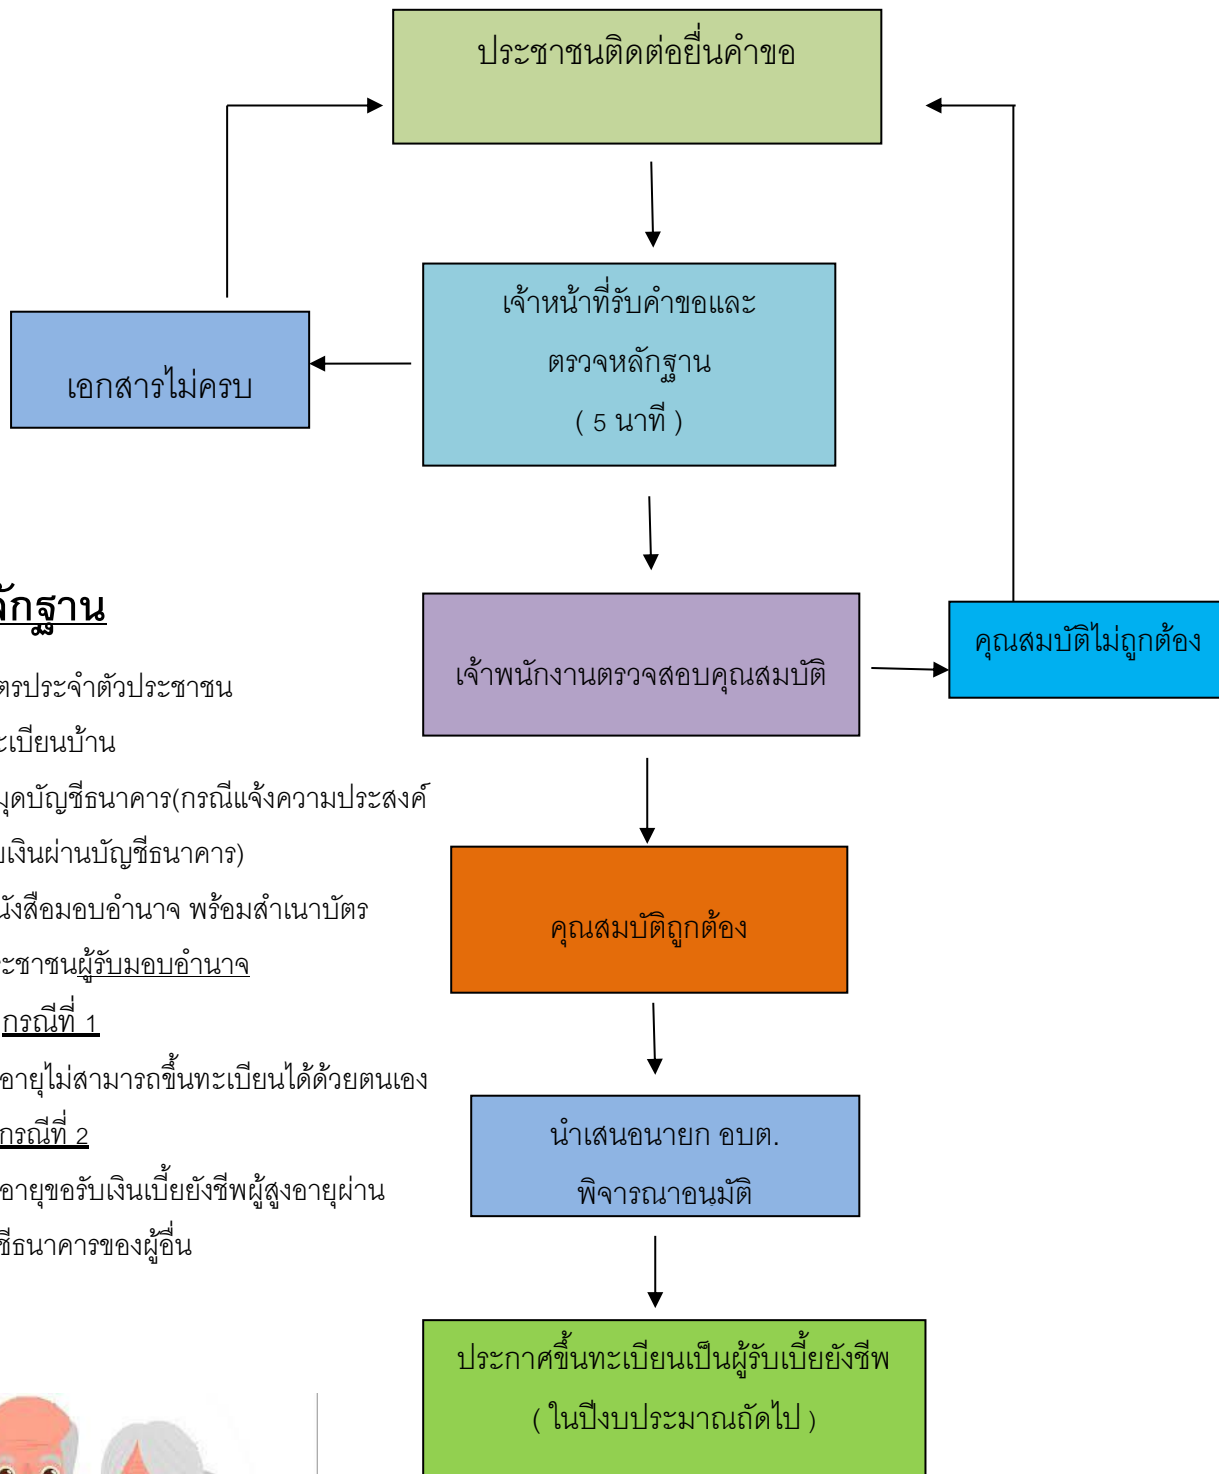 ประชาชนติดต่อยื่นคำขอ
เจ้าหน้าที่รับคำขอและ
ตรวจหลักฐาน
( 5 นาที )
เอกสารไม่ครบ
เจ้าพนักงานตรวจสอบคุณสมบัติ
คุณสมบัติไม่ถูกต้อง
คุณสมบัติถูกต้อง
นำเสนอนายก อบต.
พิจารณาอนุมัติ
ประกาศขึ้นทะเบียนเป็นผู้รับเบี้ยยังชีพ
( ในปีงบประมาณถัดไป )
ลักฐาน
ตรประจำตัวประชาชน
ะเบียนบ้าน
มุดบัญชีธนาคาร(กรณีแจ้งความประสงค์
บเงินผ่านบัญชีธนาคาร)
นังสือมอบอำนาจ พร้อมสำเนาบัตร
ะชาชนผู้รับมอบอำนาจ
กรณีที่ 1
อายุไม่สามารถขึ้นทะเบียนได้ด้วยตนเอง
กรณีที่ 2
อายุขอรับเงินเบี้ยยังชีพผู้สูงอายุผ่าน
ชีธนาคารของผู้อื่น